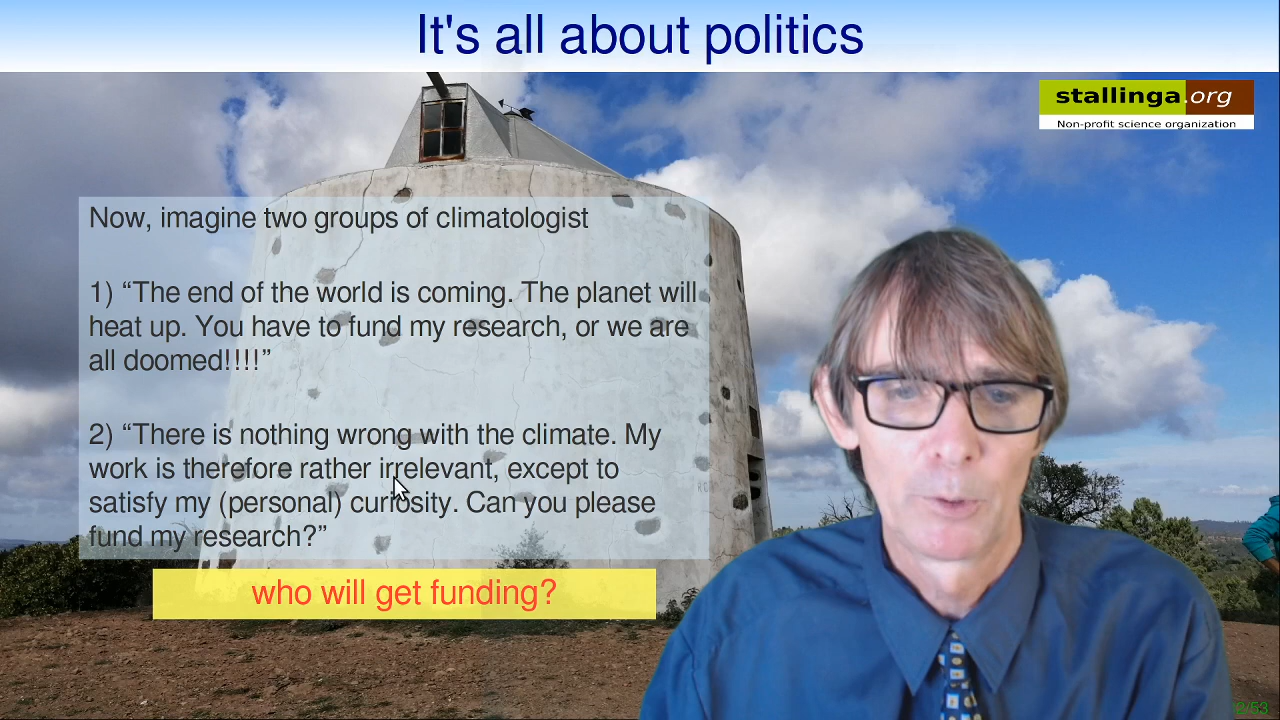 It's all about politics
stallinga.org
Non-profit science organization
Now, imagine two groups of climatologist
1) “The end of the world is coming. The planet will
heat up. You have to fund my research, or we are
all doomed!!!!”
2) “There is nothing wrong with the climate. My
work is therefore rather irrelevant, except to
satisfy my (personal) curiosity. Can you please
fund my research?”
who will get funding?